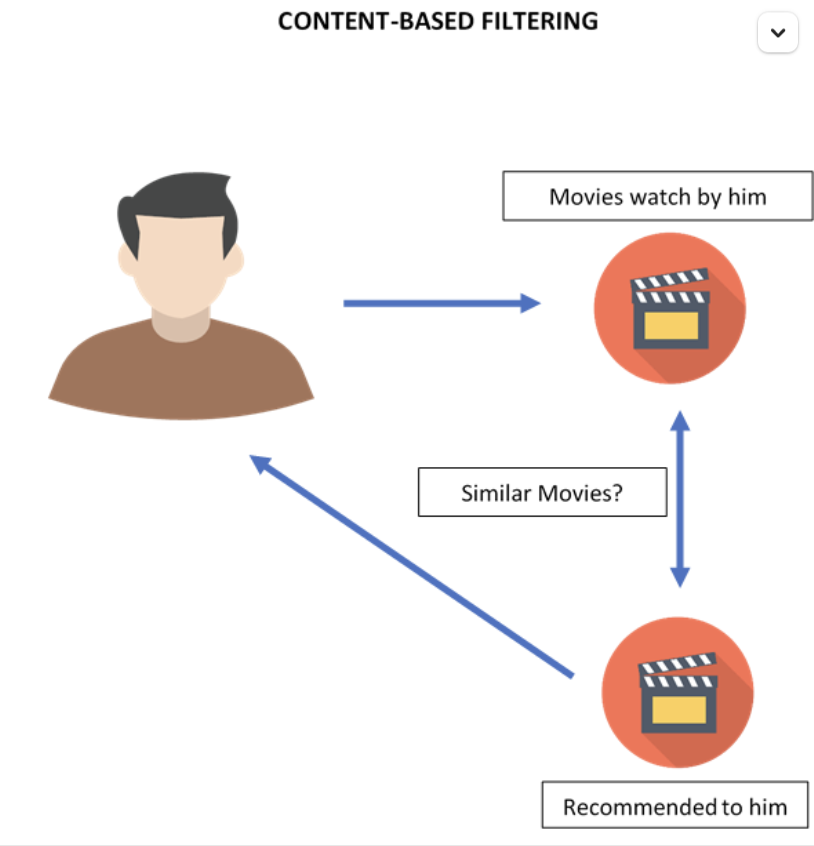 CONTENT-BASED FILTERING
Movies watch by him
Similar Movies?
Recommended to him